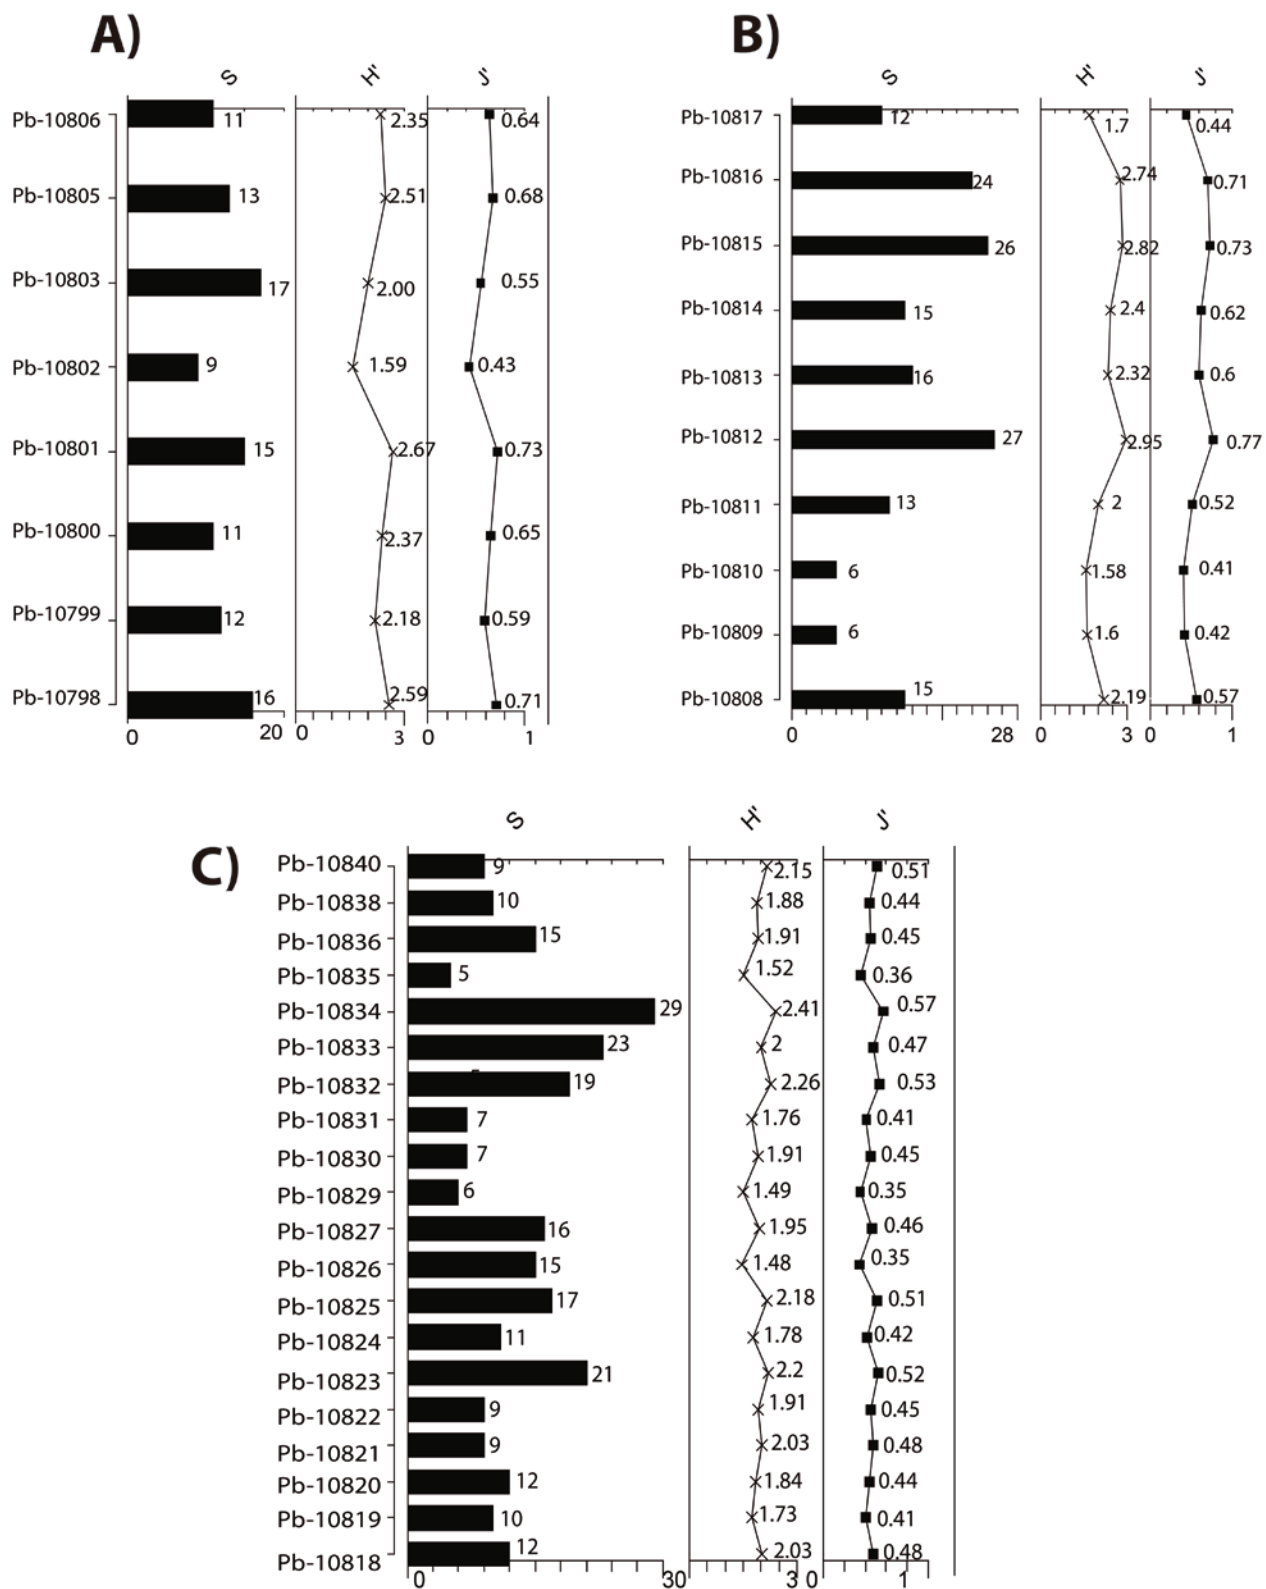 A)
S H' J'
Pb-10806 11 2.35 0.64
Pb-10805 13 2.51 0.68
Pb-10803 17 2.00 0.55
Pb-10802 9 1.59 0.43
Pb-10801 15 2.67 0.73
Pb-10800 11 2.37 0.65
Pb-10799 12 2.18 0.59
Pb-10798 16 2.59 0.71
0 20 0 3 0 1
B)
S H' J'
Pb-10817 12 1.7 0.44
Pb-10816 24 2.74 0.71
Pb-10815 26 2.82 0.73
Pb-10814 15 2.4 0.62
Pb-10813 16 2.32 0.6
Pb-10812 27 2.95 0.77
Pb-10811 13 2 0.52
Pb-10810 6 1.58 0.41
Pb-10809 6 1.6 0.42
Pb-10808 15 2.19 0.57
0 28 0 3 0 1
C)
S H' J'
Pb-10840 9 2.15 0.51
Pb-10838 10 1.88 0.44
Pb-10836 15 1.91 0.45
Pb-10835 5 1.52 0.36
Pb-10834 29 2.41 0.57
Pb-10833 23 2 0.47
Pb-10832 19 2.26 0.53
Pb-10831 7 1.76 0.41
Pb-10830 7 1.91 0.45
Pb-10829 6 1.49 0.35
Pb-10827 16 1.95 0.46
Pb-10826 15 1.48 0.35
Pb-10825 17 2.18 0.51
Pb-10824 11 1.78 0.42
Pb-10823 21 2.2 0.52
Pb-10822 9 1.91 0.45
Pb-10821 9 2.03 0.48
Pb-10820 12 1.84 0.44
Pb-10819 10 1.73 0.41
Pb-10818 12 2.03 0.48
0 30 0 3 0 1